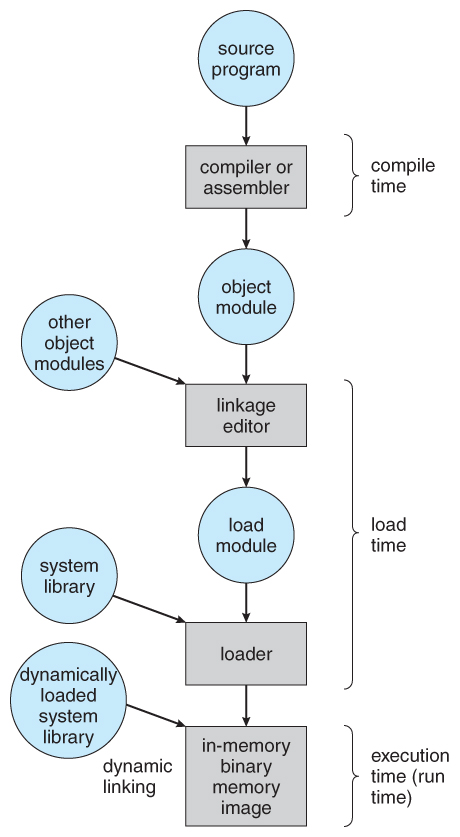 source
program
compiler or
assembler
compile
time
object
module
other
object
modules
linkage
editor
load
module
load
time
system
library
loader
dynamically
loaded
system
library
dynamic
linking
in-memory
binary
memory
image
execution
time (run
time)